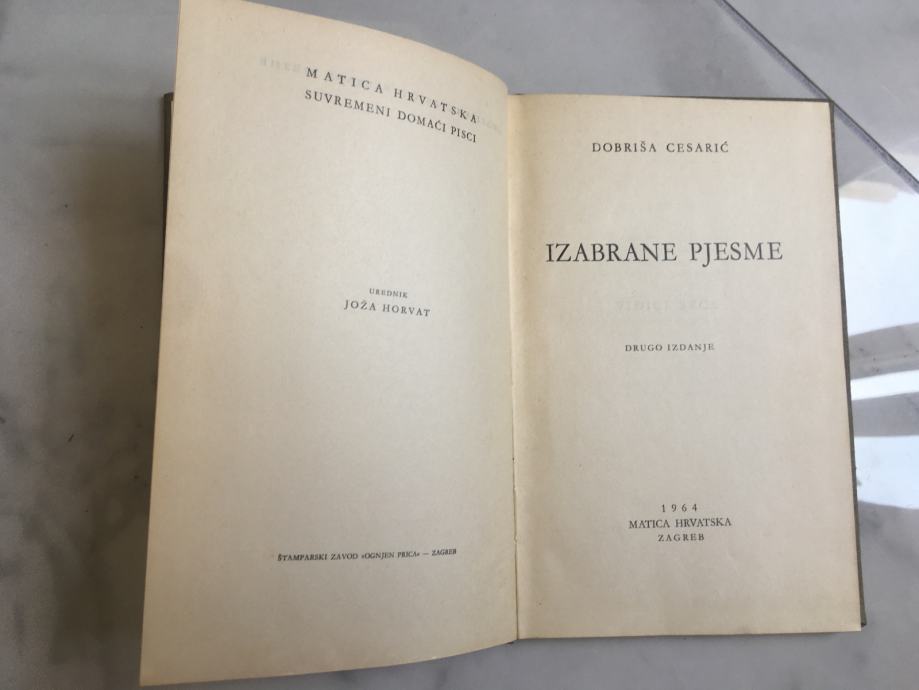 MATICA HRVATSKA
SUVREMENI DOMAĆI PISCI
UREDNIK
JOŽA HORVAT
ŠTAMPARSKI ZAVOD »OGNJEN PRICA« — ZAGREB
DOBRIŠA CESARIĆ
IZABRANE PJESME
DRUGO IZDANJE
1964
MATICA HRVATSKA
ZAGREB